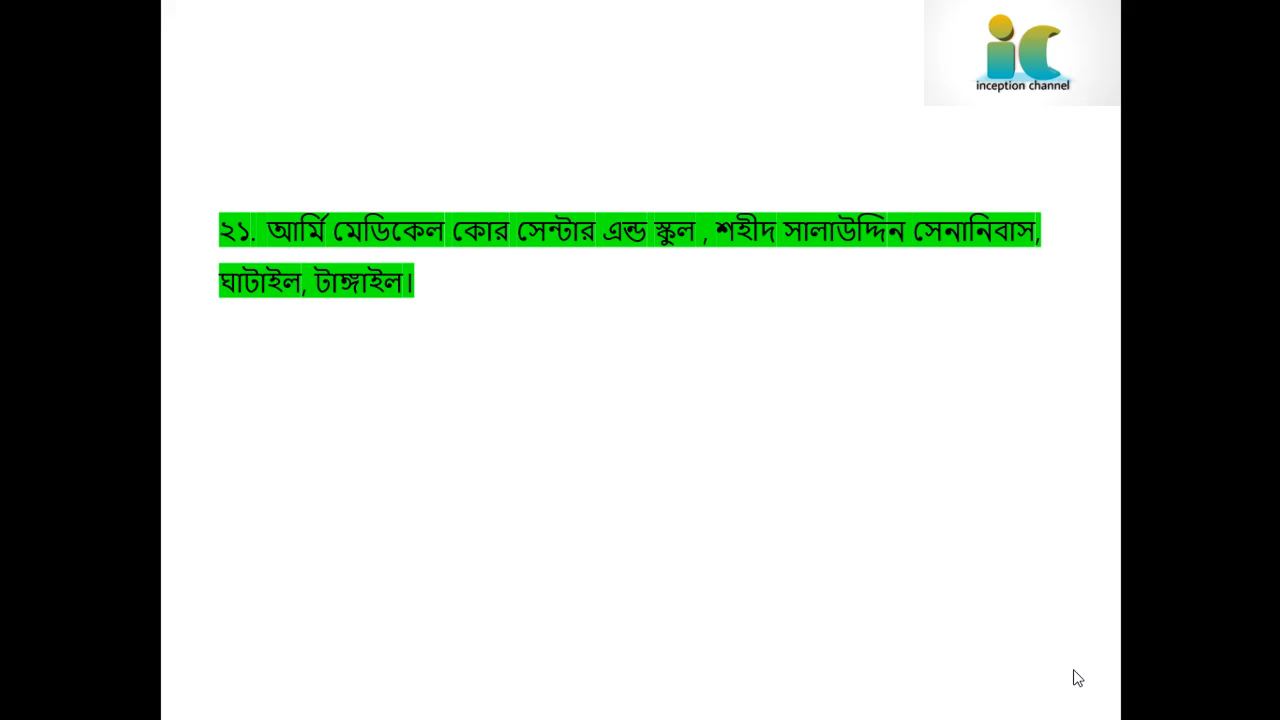 inception channel
২১. আর্মি মেডিকেল কোর সেন্টার এন্ড স্কুল , শহীদ সালাউদ্দিন সেনানিবাস,
ঘাটাইল, টাঙ্গাইল।